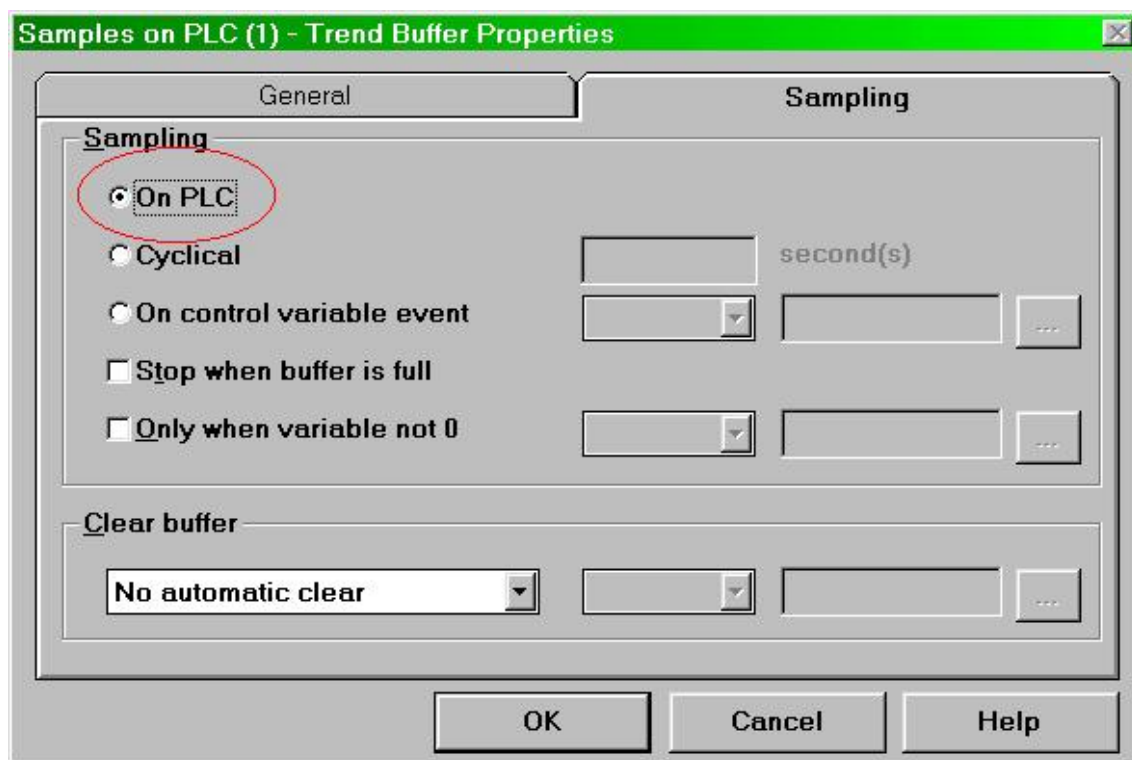 Samples on PLC (1) - Trend Buffer Properties
General
Sampling
Sampling
On PLC
Cyclical
second(s)
On control variable event
...
Stop when buffer is full
Only when variable not 0
...
Clear buffer
No automatic clear
...
OK
Cancel
Help